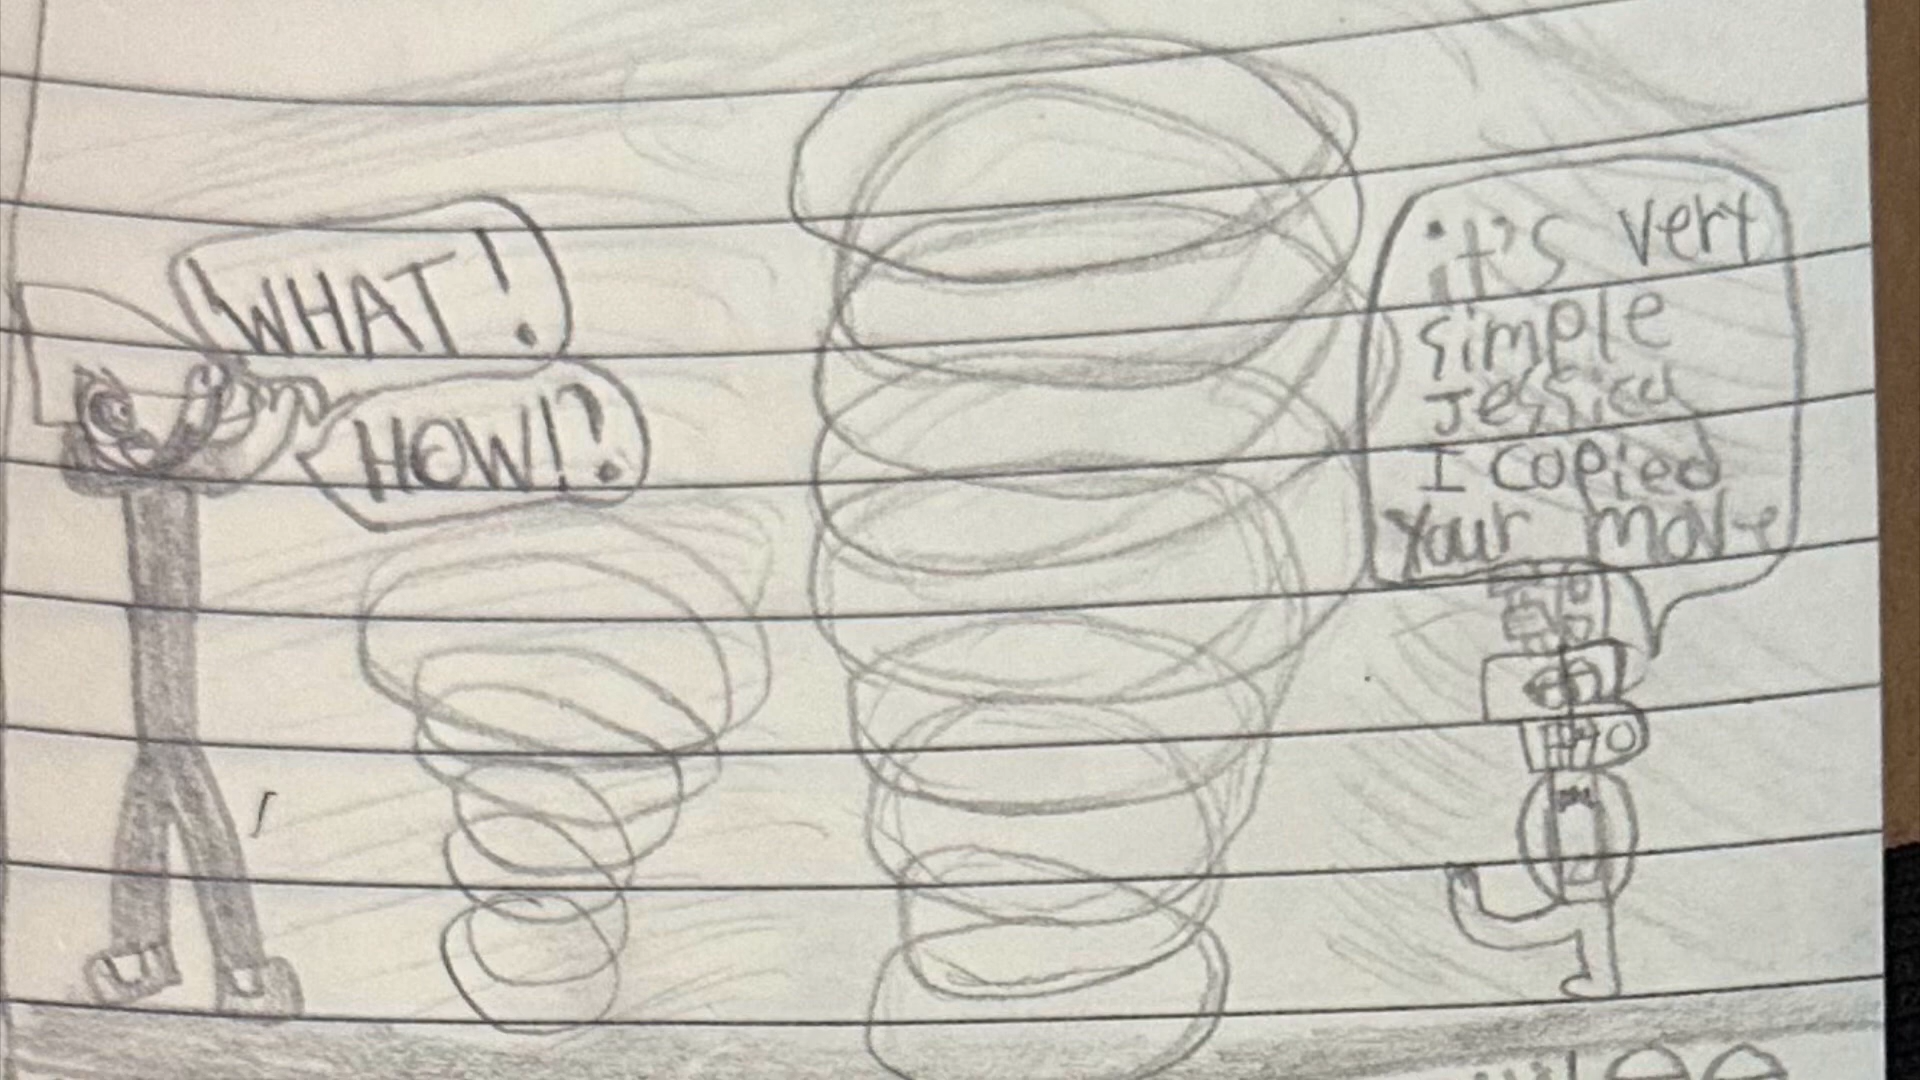 WHAT!
HOW!?
it's very
simple
Jessica
I copied
your move